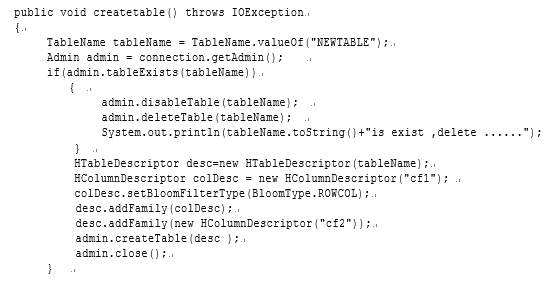 public void createtable() throws IOException
{
TableName tableName = TableName.valueOf("NEWTABLE");
Admin admin = connection.getAdmin();
if(admin.tableExists(tableName))
{
admin.disableTable(tableName);
admin.deleteTable(tableName);
System.out.println(tableName.toString()+"is exist ,delete ......");
}
HTableDescriptor desc=new HTableDescriptor(tableName);
HColumnDescriptor colDesc = new HColumnDescriptor("cf1");
colDesc.setBloomFilterType(BloomType.ROWCOL);
desc.addFamily(colDesc);
desc.addFamily(new HColumnDescriptor("cf2"));
admin.createTable(desc );
admin.close();
}